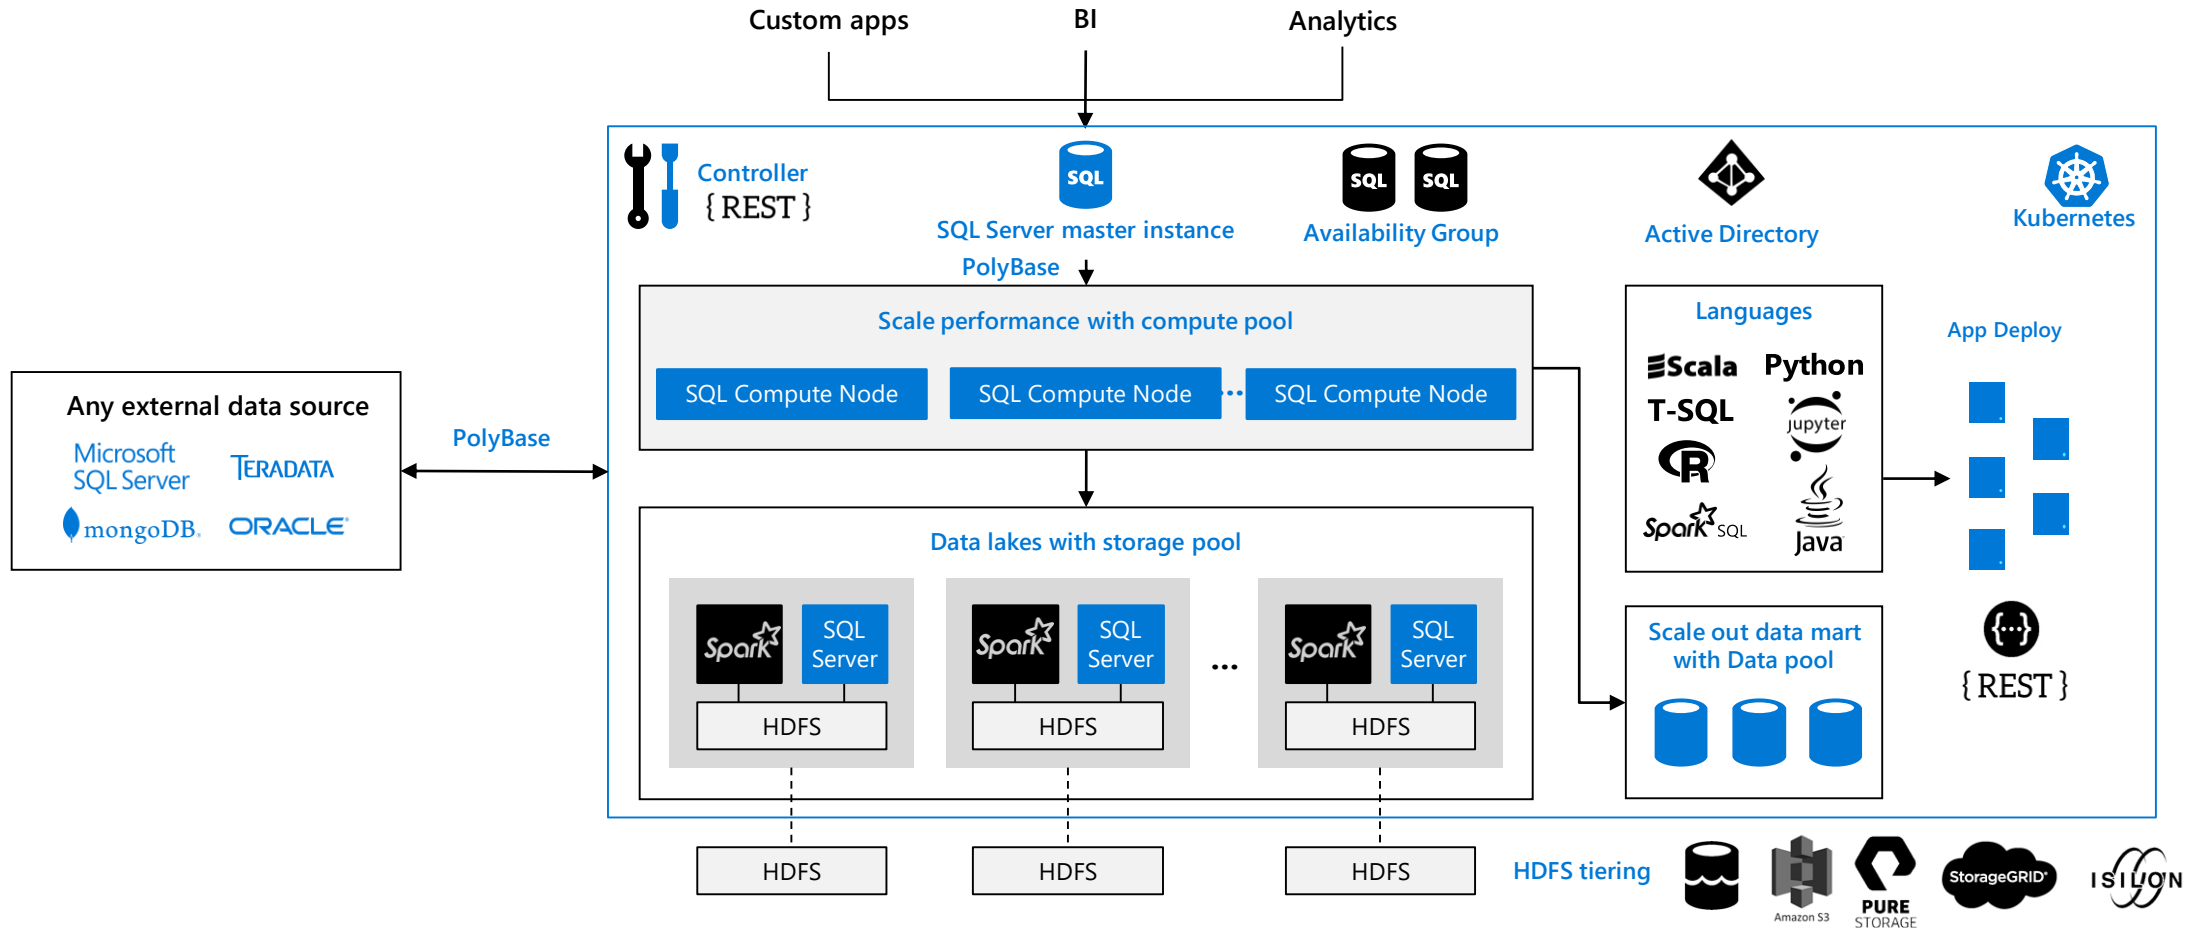 Custom apps
BI
Analytics
Controller
{ REST }
SQL
SQL Server master instance
SQL
SQL
Availability Group
Active Directory
Kubernetes
PolyBase
Scale performance with compute pool
SQL Compute Node
SQL Compute Node
...
SQL Compute Node
Languages
Scala
Python
T-SQL
jupyter
R
Spark SQL
Java
App Deploy
Any external data source
Microsoft
SQL Server
TERADATA
mongoDB.
ORACLE®
PolyBase
Data lakes with storage pool
Spark
SQL
Server
HDFS
Spark
SQL
Server
HDFS
...
Spark
SQL
Server
HDFS
Scale out data mart
with Data pool
{...}
{ REST }
HDFS
HDFS
HDFS
HDFS tiering
Amazon S3
PURE
STORAGE
StorageGRID®
ISILON